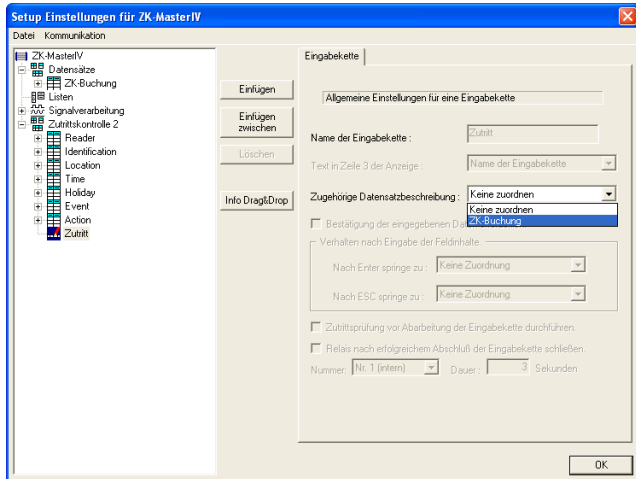 Setup Einstellungen für ZK-MasterIV
Datei Kommunikation
ZK-MasterIV
Datensätze
ZK-Buchung
Listen
Signalverarbeitung
Zutrittskontrolle 2
Reader
Identification
Location
Time
Holiday
Event
Action
Zutritt
Einfügen
Einfügen
zwischen
Löschen
Info Drag&Drop
Eingabekette
Allgemeine Einstellungen für eine Eingabekette
Name der Eingabekette : Zutritt
Text in Zeile 3 der Anzeige : Name der Eingabekette
Zugehörige Datensatzbeschreibung : Keine zuordnen
Keine zuordnen
ZK-Buchung
Bestätigung der eingegebenen
Verhalten nach Eingabe der Feldinhalte.
Nach Enter springe zu : Keine Zuordnung
Nach ESC springe zu : Keine Zuordnung
Zutrittsprüfung vor Abarbeitung der Eingabekette durchführen.
Relais nach erfolgreichem Abschluß der Eingabekette schließen.
Nummer: Nr. 1 (intern) Dauer : 3 Sekunden
OK